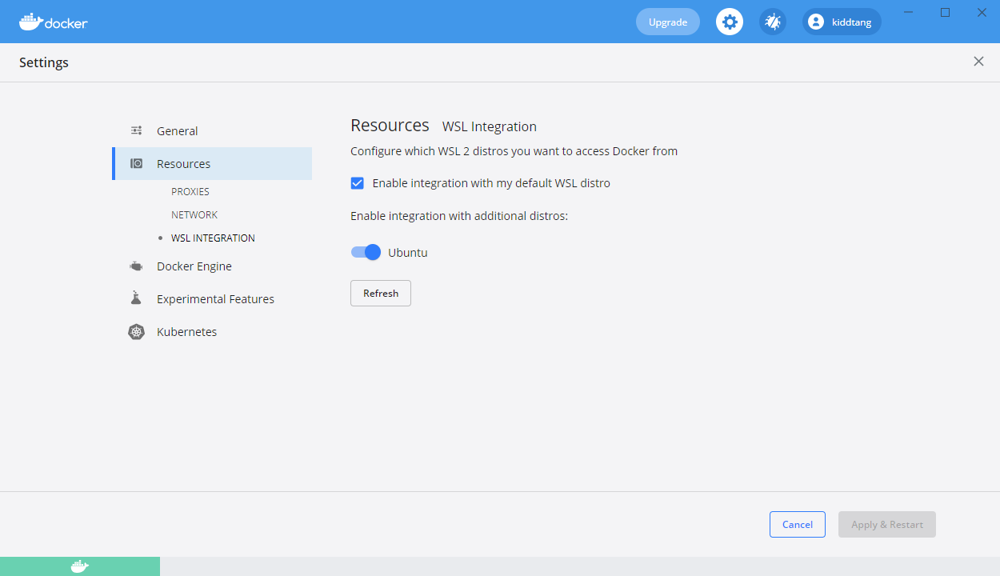 docker
Upgrade
kiddtang
Settings
General
Resources
PROXIES
NETWORK
WSL INTEGRATION
Docker Engine
Experimental Features
Kubernetes
Resources WSL Integration
Configure which WSL 2 distros you want to access Docker from
Enable integration with my default WSL distro
Enable integration with additional distros:
Ubuntu
Refresh
Cancel
Apply & Restart